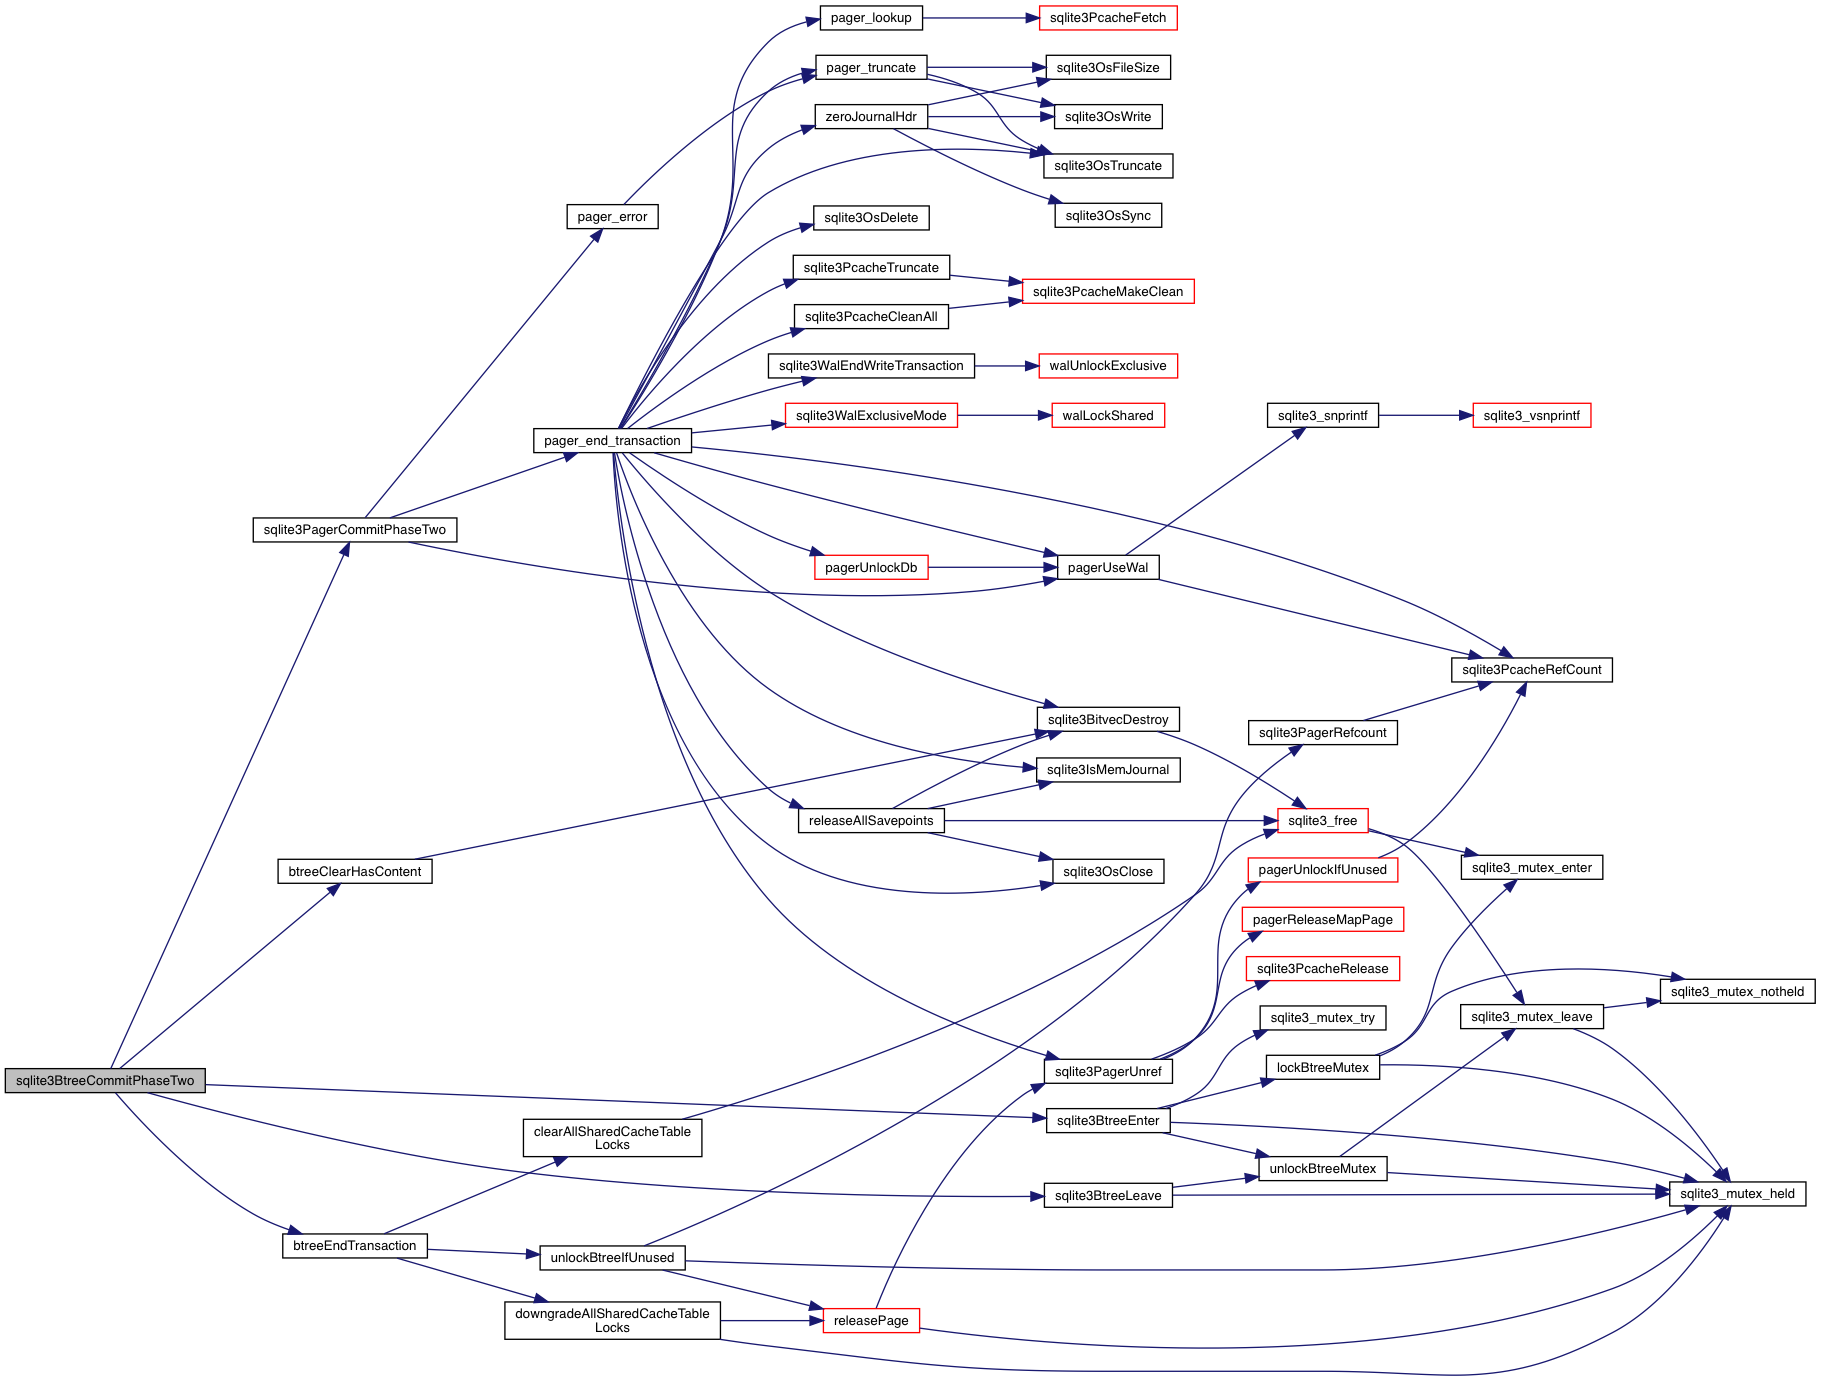 pager_lookup
sqlite3PcacheFetch
pager_truncate
sqlite3OsFileSize
zeroJournalHdr
sqlite3OsWrite
sqlite3OsTruncate
pager_error
sqlite3OsDelete
sqlite3OsSync
sqlite3PcacheTruncate
sqlite3PcacheMakeClean
sqlite3PcacheCleanAll
sqlite3WalEndWriteTransaction
walUnlockExclusive
sqlite3WalExclusiveMode
walLockShared
sqlite3_snprintf
sqlite3_vsnprintf
pager_end_transaction
sqlite3PagerCommitPhaseTwo
pagerUnlockDb
pagerUseWal
sqlite3PcacheRefCount
sqlite3BitvecDestroy
sqlite3PagerRefcount
sqlite3IsMemJournal
releaseAllSavepoints
sqlite3_free
btreeClearHasContent
sqlite3OsClose
pagerUnlockIfUnused
sqlite3_mutex_enter
pagerReleaseMapPage
sqlite3PcacheRelease
sqlite3_mutex_notheld
sqlite3_mutex_try
sqlite3_mutex_leave
sqlite3BtreeCommitPhaseTwo
sqlite3PagerUnref
lockBtreeMutex
sqlite3BtreeEnter
clearAllSharedCacheTable
Locks
unlockBtreeMutex
sqlite3BtreeLeave
sqlite3_mutex_held
btreeEndTransaction
unlockBtreeIfUnused
downgradeAllSharedCacheTable
Locks
releasePage